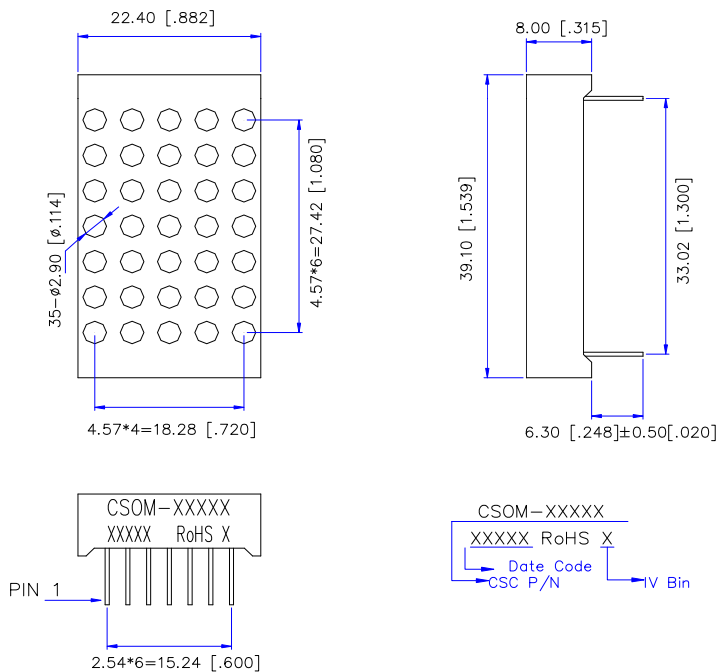 22.40 [.882]
8.00 [.315]
35-ø2.90 [ø.114]
4.57*6=27.42 [1.080]
39.10 [1.539]
33.02 [1.300]
4.57*4=18.28 [.720]
6.30 [.248]±0.50[.020]
CSOM-XXXXX
XXXXX RoHS X
PIN 1
2.54*6=15.24 [.600]
CSOM-XXXXX
XXXXX RoHS X
Date Code
CSC P/N
IV Bin